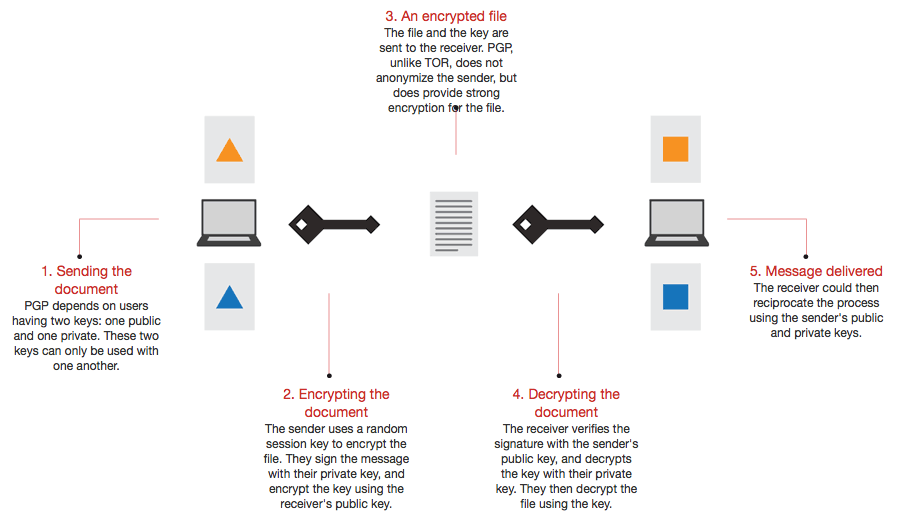 3. An encrypted file
The file and the key are
sent to the receiver. PGP,
unlike TOR, does not
anonymize the sender, but
does provide strong
encryption for the file.
1. Sending the
document
PGP depends on users
having two keys: one public
and one private. These two
keys can only be used with
one another.
2. Encrypting the
document
The sender uses a random
session key to encrypt the
file. They sign the message
with their private key, and
encrypt the key using the
receiver's public key.
4. Decrypting the
document
The receiver verifies the
signature with the sender's
public key, and decrypts
the key with their private
key. They then decrypt the
file using the key.
5. Message delivered
The receiver could then
reciprocate the process
using the sender's public
and private keys.